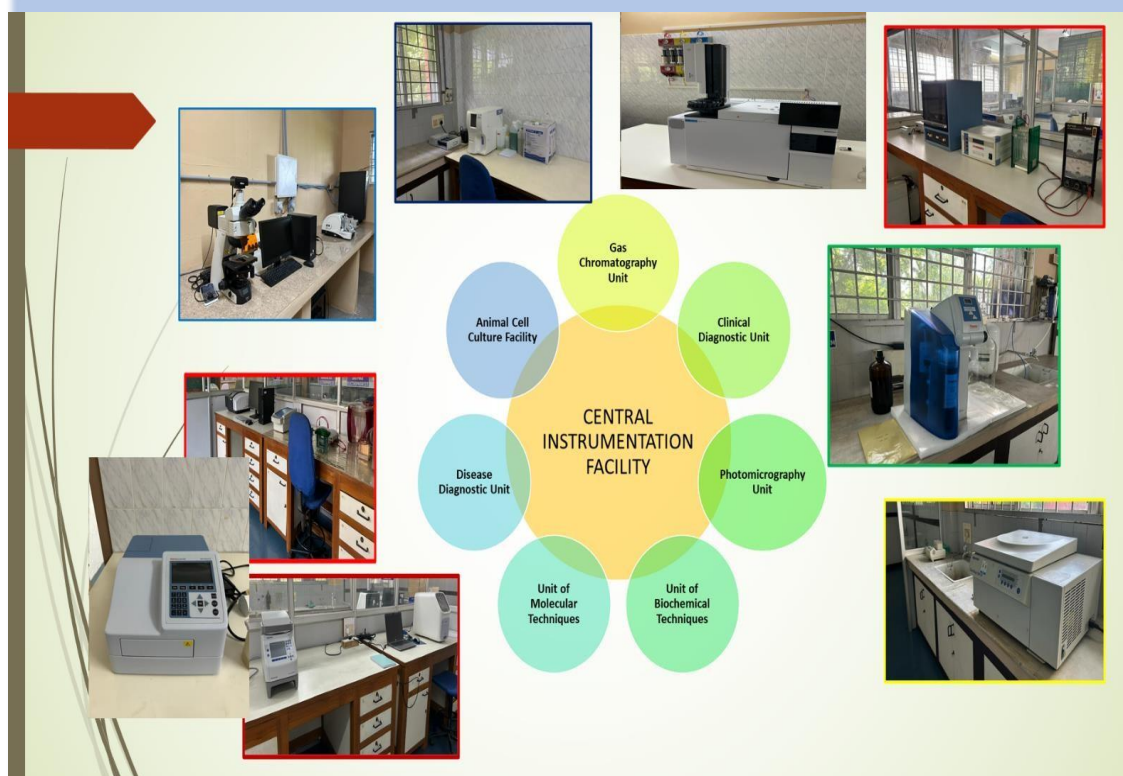 Gas
Chromatography
Unit
Animal Cell
Culture Facility
Clinical
Diagnostic Unit
CENTRAL
INSTRUMENTATION
FACILITY
Disease
Diagnostic Unit
Photomicrography
Unit
Unit of
Molecular
Techniques
Unit of
Biochemical
Techniques